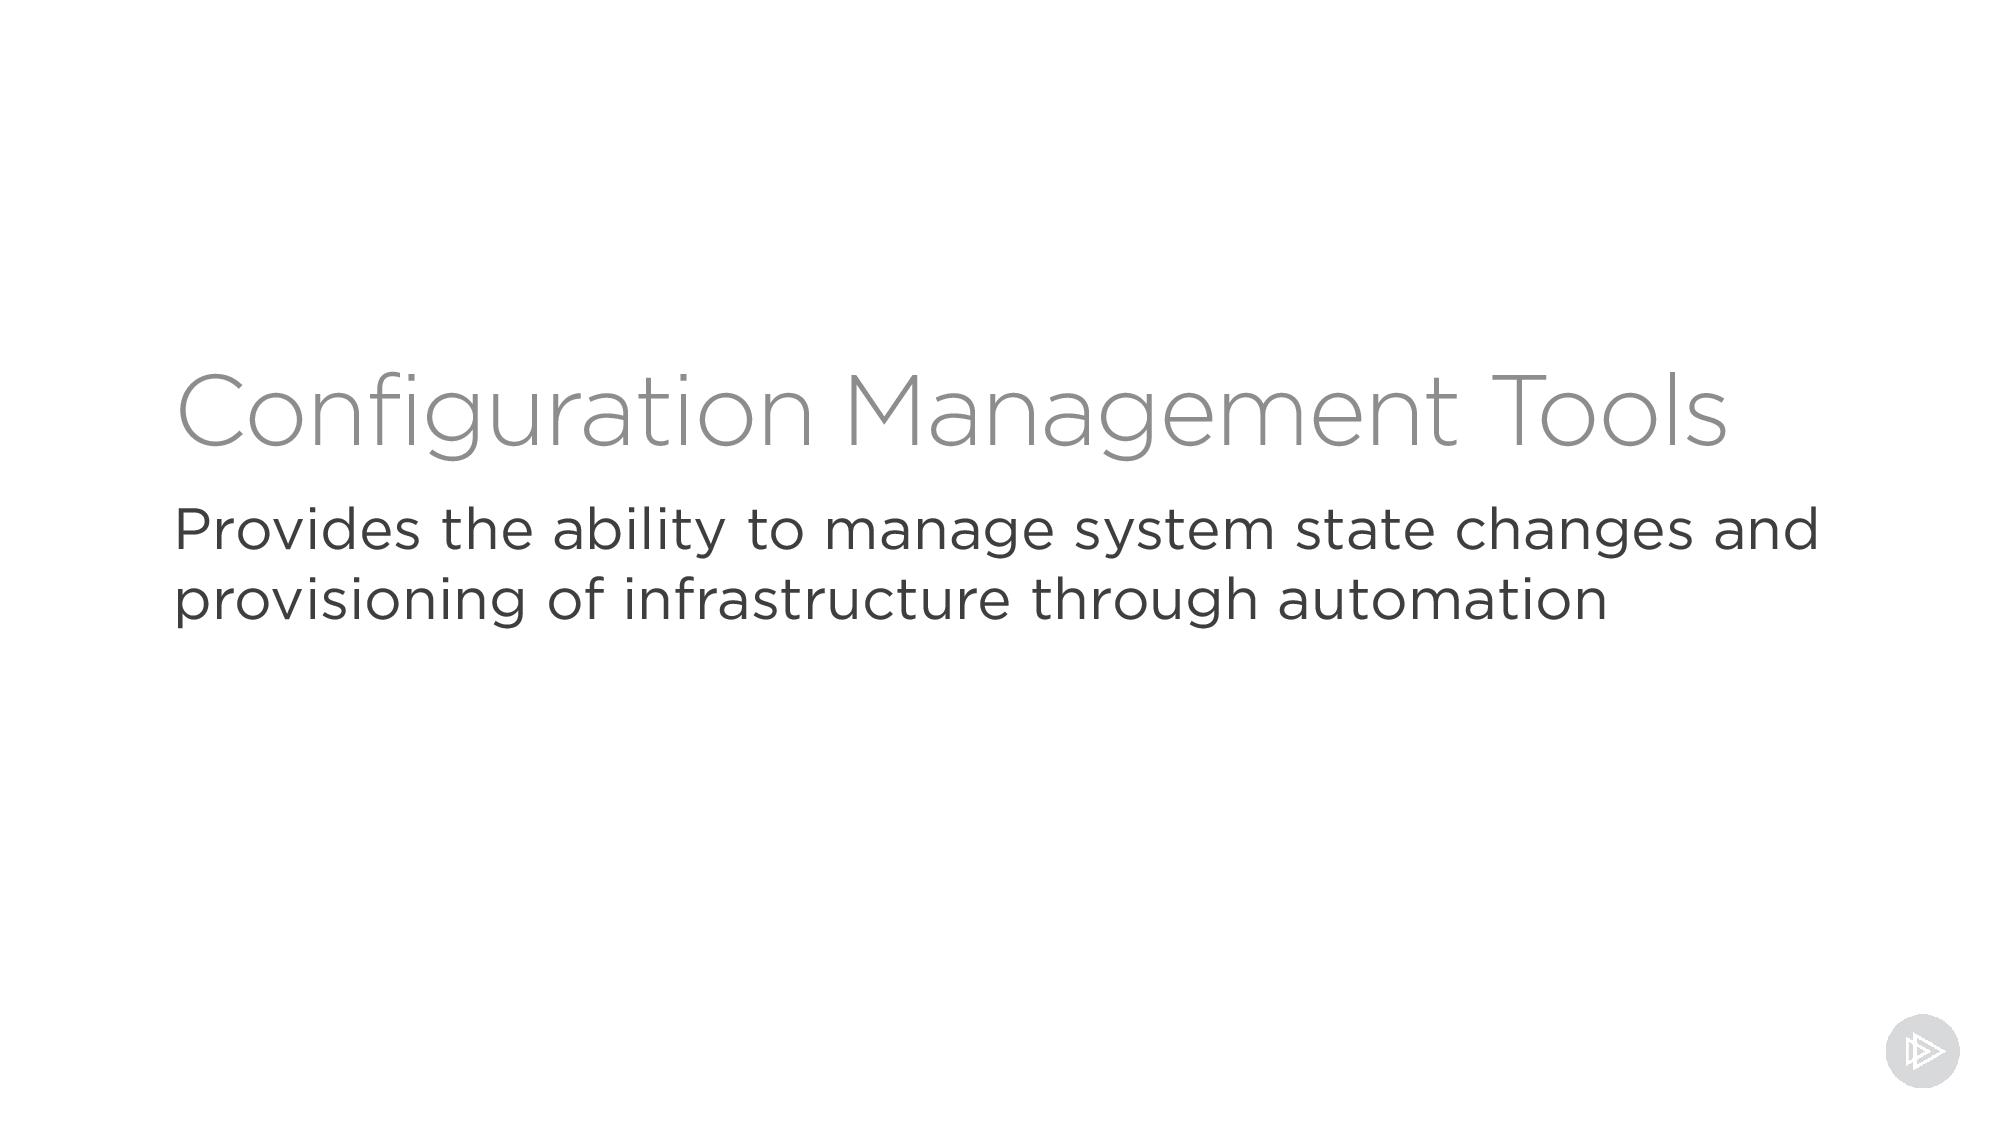 Configuration Management Tools
Provides the ability to manage system state changes and
provisioning of infrastructure through automation